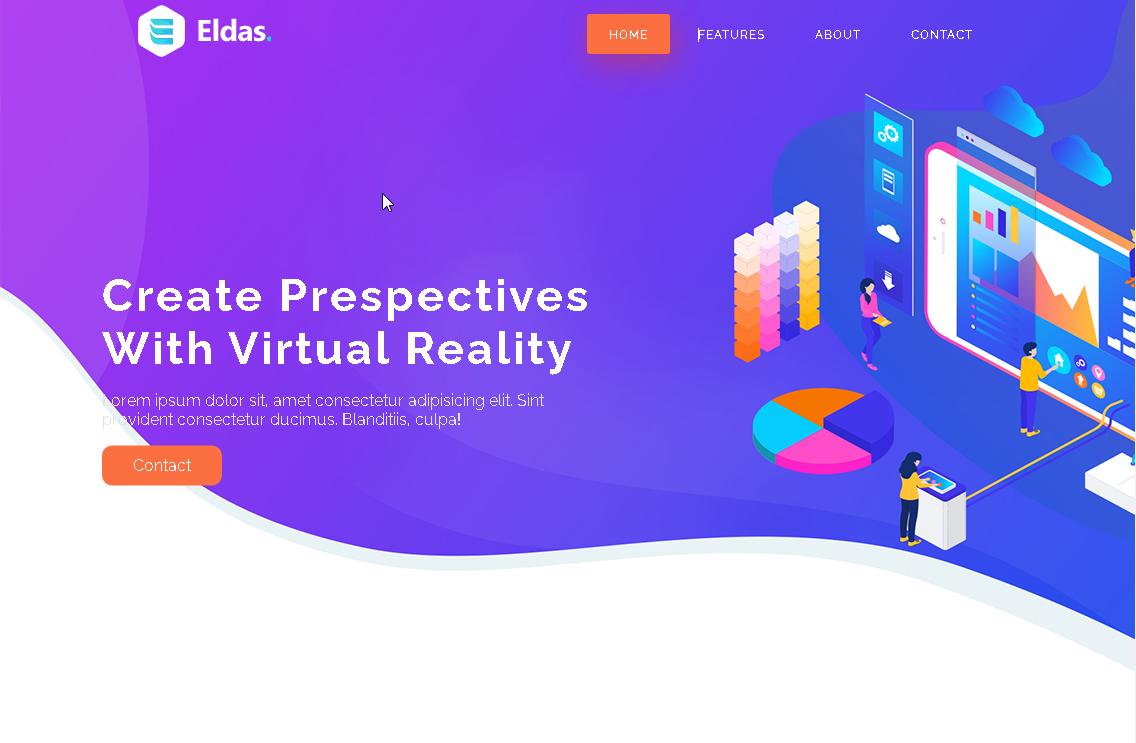 Eldas.
HOME FEATURES ABOUT CONTACT
Create Prespectives
With Virtual Reality
Lorem ipsum dolor sit, amet consectetur adipisicing elit. Sint
provident consectetur ducimus. Blanditiis, culpa!
Contact